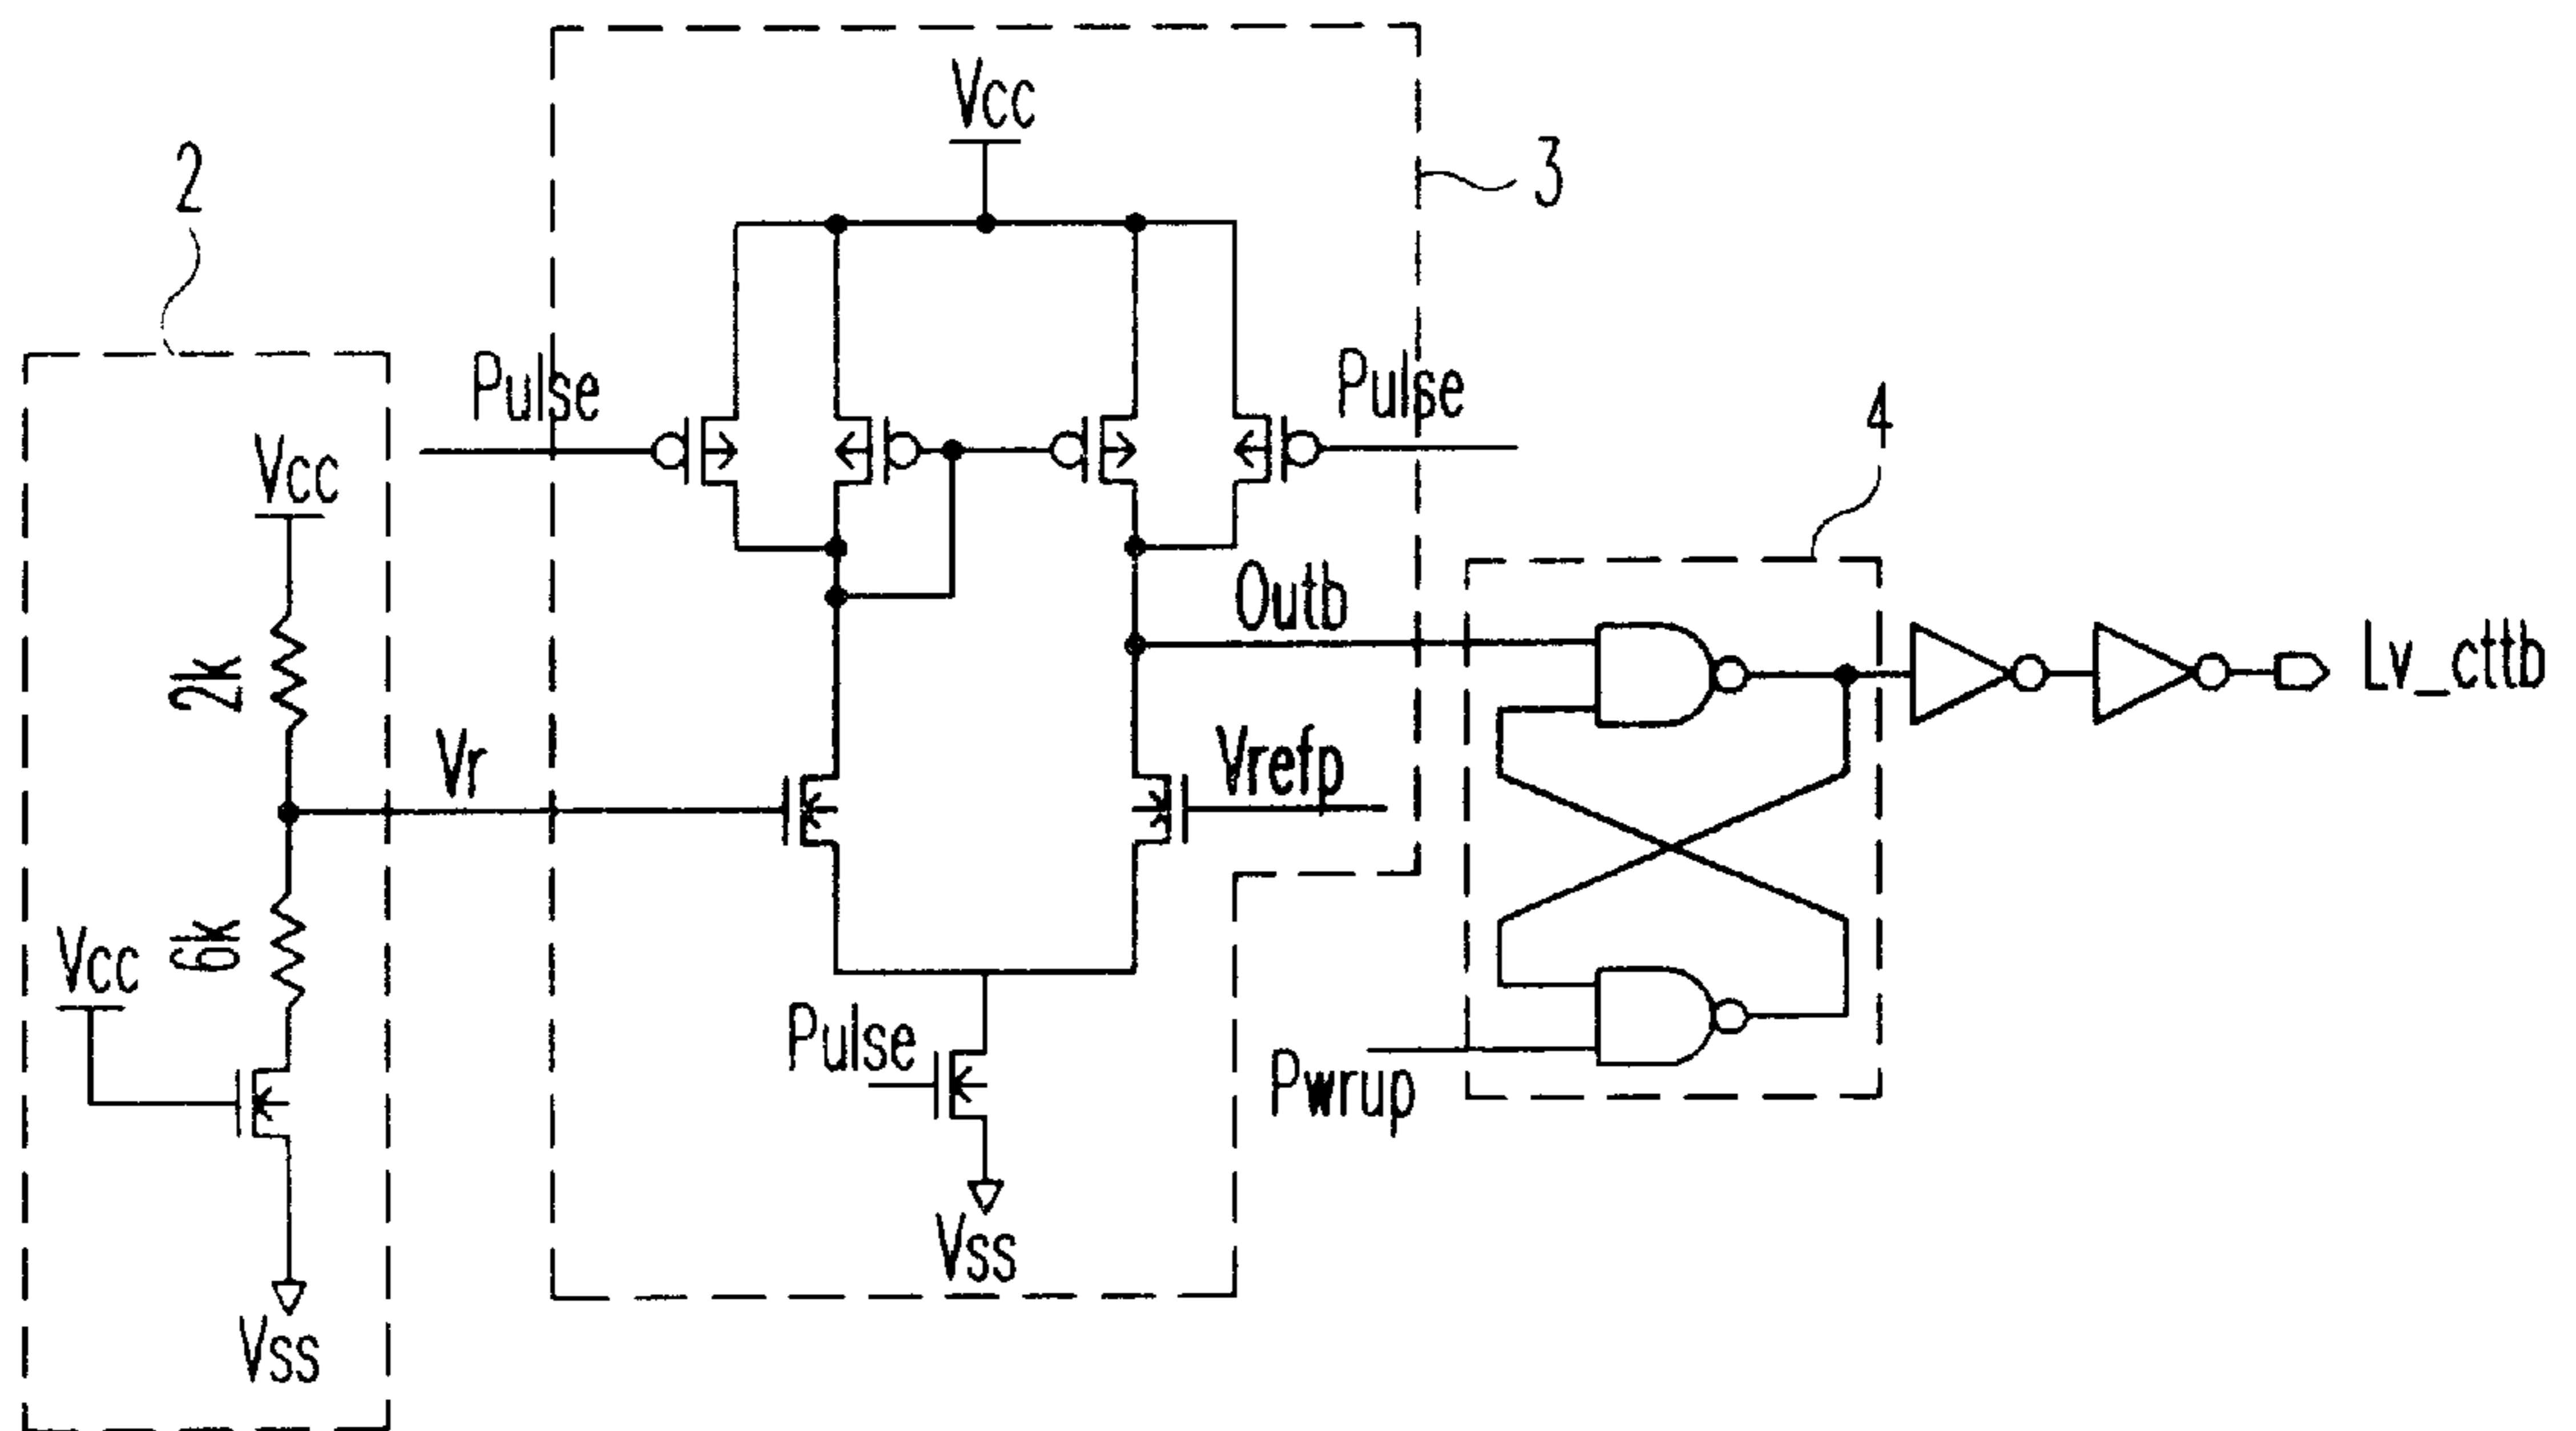 Vcc
2
3
Pulse
Pulse
Vcc
4
Outb
2k
Lv_cttb
Vr
Vrefp
Vcc
6k
Pulse
Pwrup
Vss
Vss